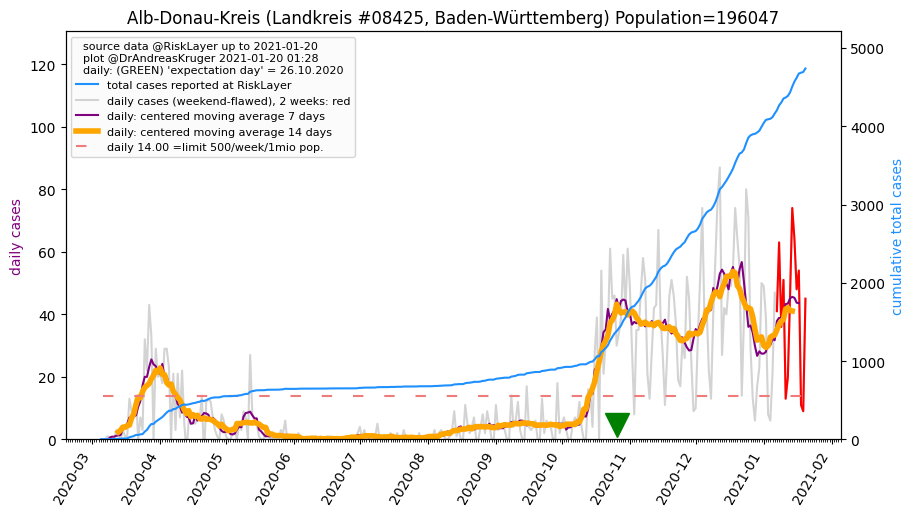 Alb-Donau-Kreis (Landkreis #08425, Baden-Württemberg) Population=196047
source data @RiskLayer up to 2021-01-20
plot @DrAndreasKruger 2021-01-20 01:28
daily: (GREEN) 'expectation day' = 26.10.2020
total cases reported at RiskLayer
daily cases (weekend-flawed), 2 weeks: red
daily: centered moving average 7 days
daily: centered moving average 14 days
daily 14.00 =limit 500/week/1mio pop.
daily cases
120
100
80
60
40
20
0
5000
4000
3000
2000
1000
0
cumulative total cases
2020-03
2020-04
2020-05
2020-06
2020-07
2020-08
2020-09
2020-10
2020-11
2020-12
2021-01
2021-02